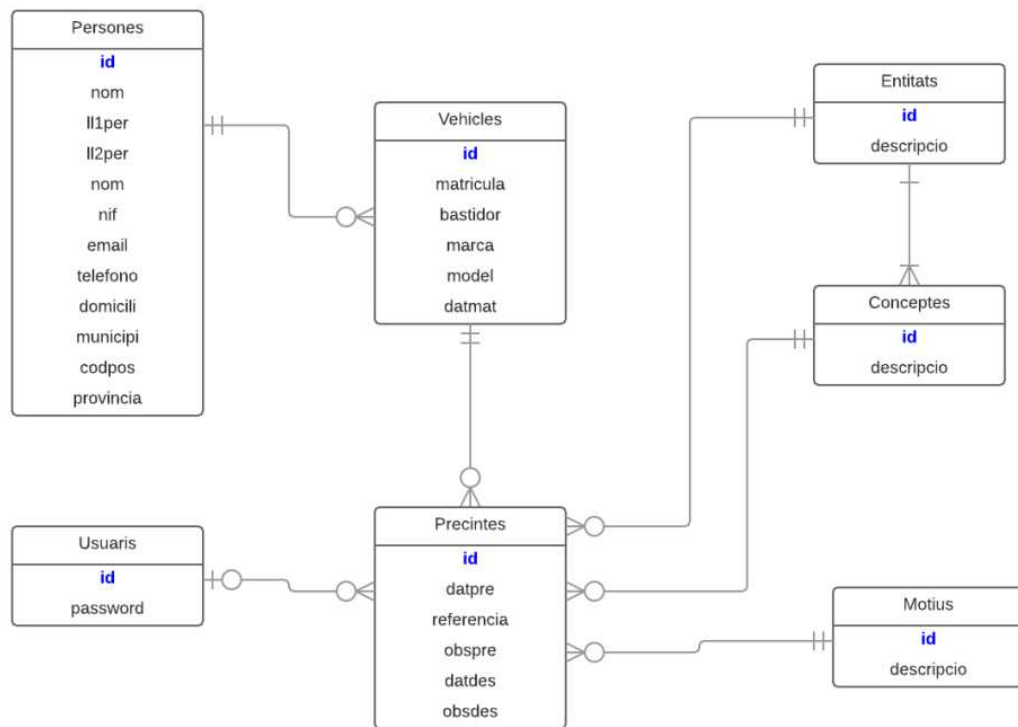 Persones
id
nom
ll1per
ll2per
nom
nif
email
telefono
domicili
municipi
codpos
provincia
Vehicles
id
matricula
bastidor
marca
model
datmat
Entitats
id
descripcio
Conceptes
id
descripcio
Usuaris
id
password
Precintes
id
datpre
referencia
obspre
datdes
obsdes
Motius
id
descripcio